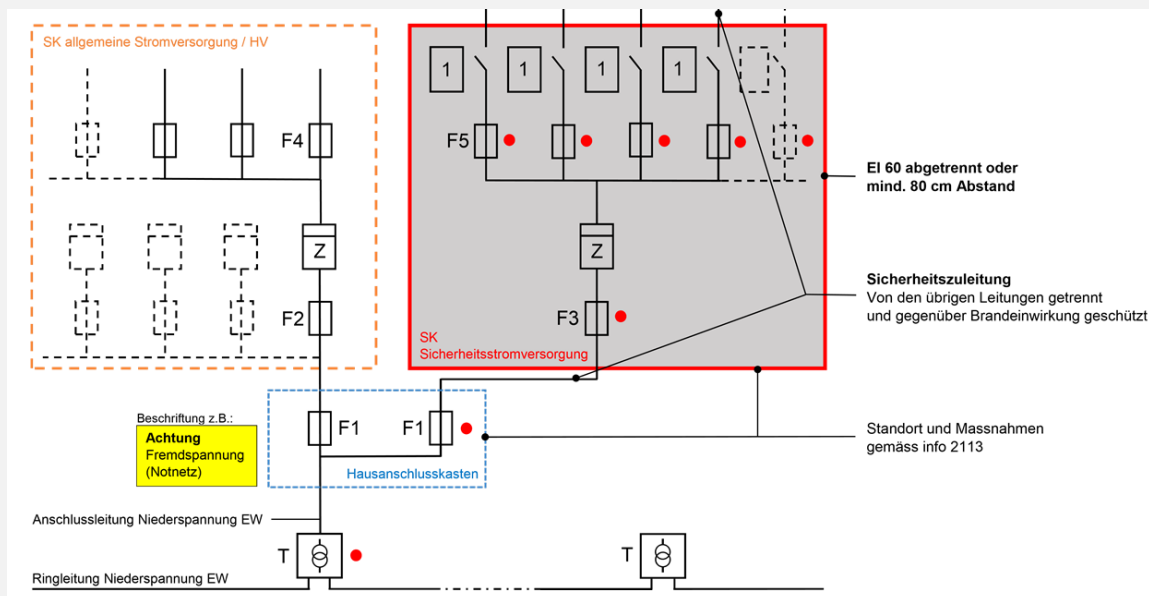 SK allgemeine Stromversorgung / HV
1
1
1
1
F4
F5
EI 60 abgetrennt oder
mind. 80 cm Abstand
Z
Z
Sicherheitszuleitung
Von den übrigen Leitungen getrennt
und gegenüber Brandeinwirkung geschützt
F2
F3
SK
Sicherheitsstromversorgung
Beschriftung z.B.:
Achtung
Fremdspannung
(Notnetz)
F1
F1
Standort und Massnahmen
gemäss info 2113
Hausanschlusskasten
Anschlussleitung Niederspannung EW
T
T
Ringleitung Niederspannung EW